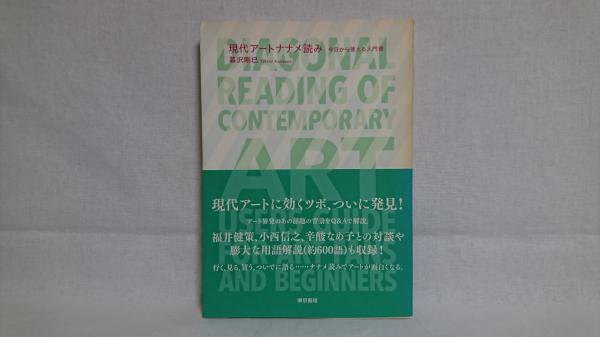 現代アートナナメ読み 今日から使える入門書
暮沢剛巳
DIAGONAL
READING OF
CONTEMPORARY
ART
現代アートに効くツボ、ついに発見!
アート界発のあの話題の背景をQ&Aで解説。
福井健策、小西信之、辛酸なめ子との対談や
膨大な用語解説(約600語)も収録!
行く、見る、買う、ついでに語る……ナナメ読みでアートが面白くなる。
AND BEGINNERS
東京書籍